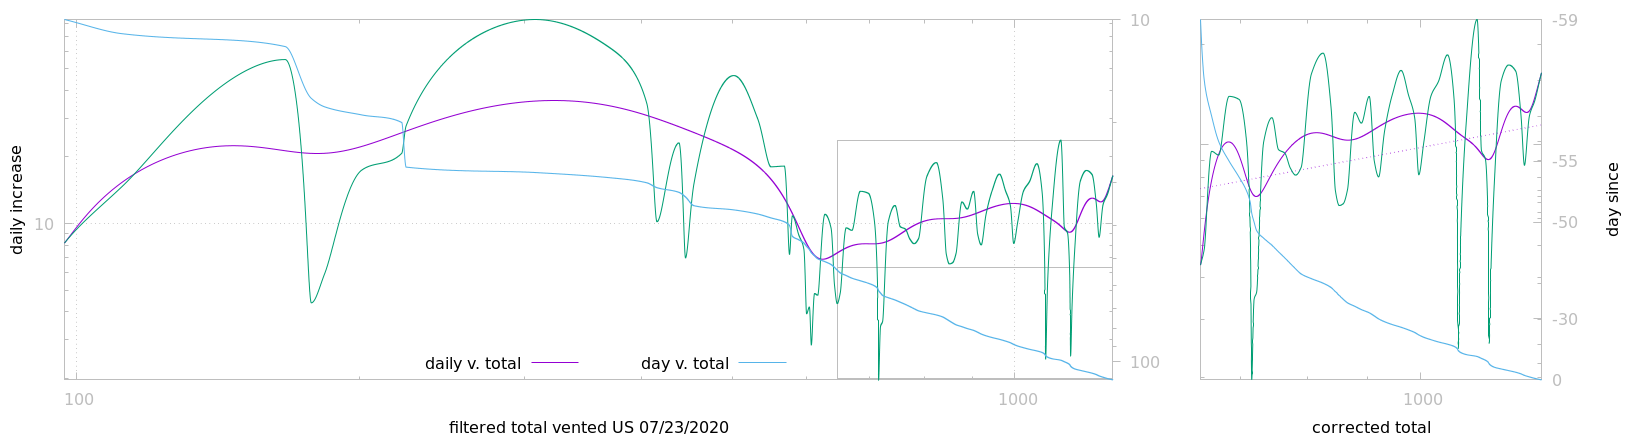 10
-59
daily increase
10
-55
-50
day since
-30
daily v. total
day v. total
100
0
100
1000
1000
filtered total vented US 07/23/2020
corrected total